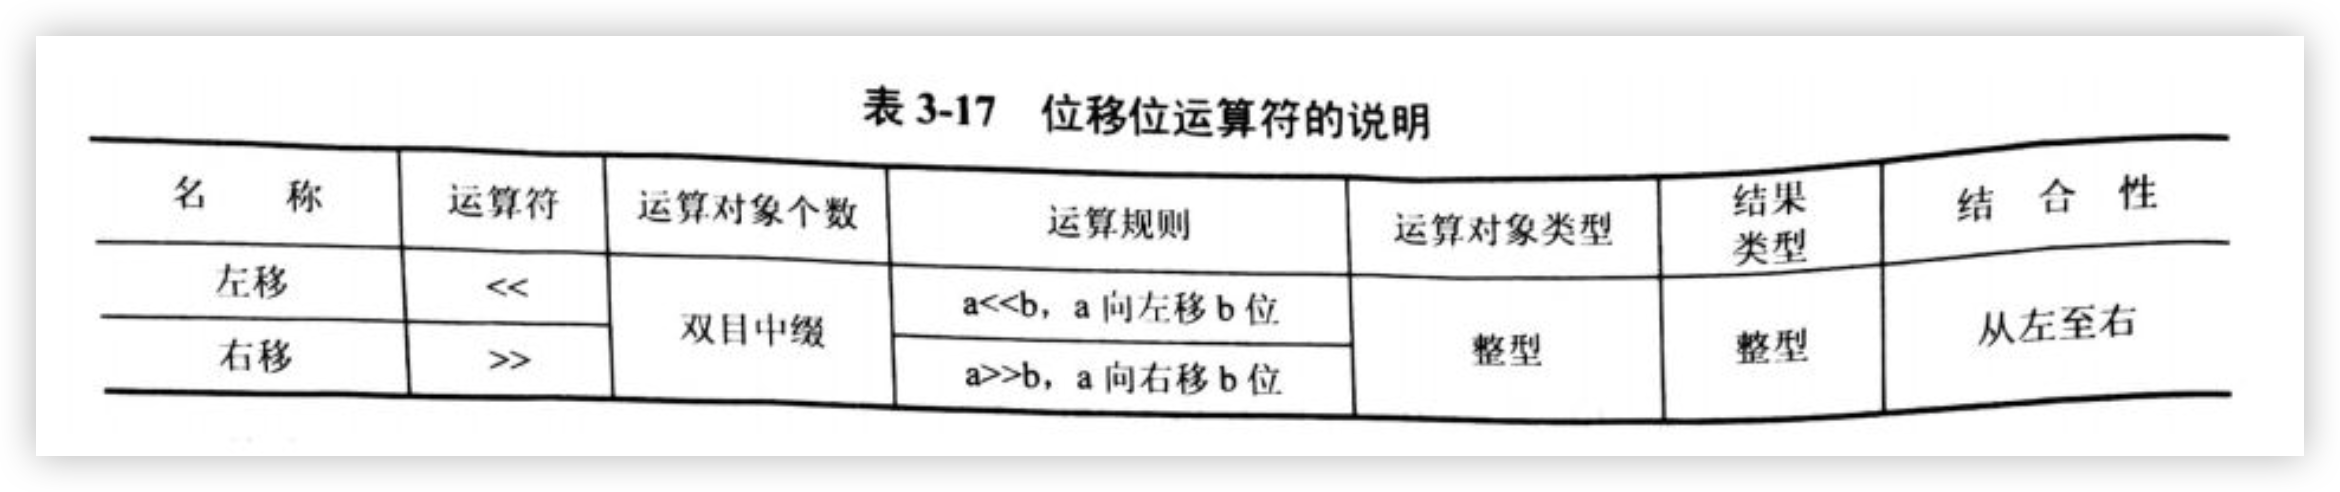 表 3-17 位移位运算符的说明
名 称 运算符 运算对象个数 运算规则 运算对象类型 结果类型 结 合 性
左移 << 双目中缀 a<<b，a 向左移 b 位 整型 整型 从左至右
右移 >> a>>b，a 向右移 b 位